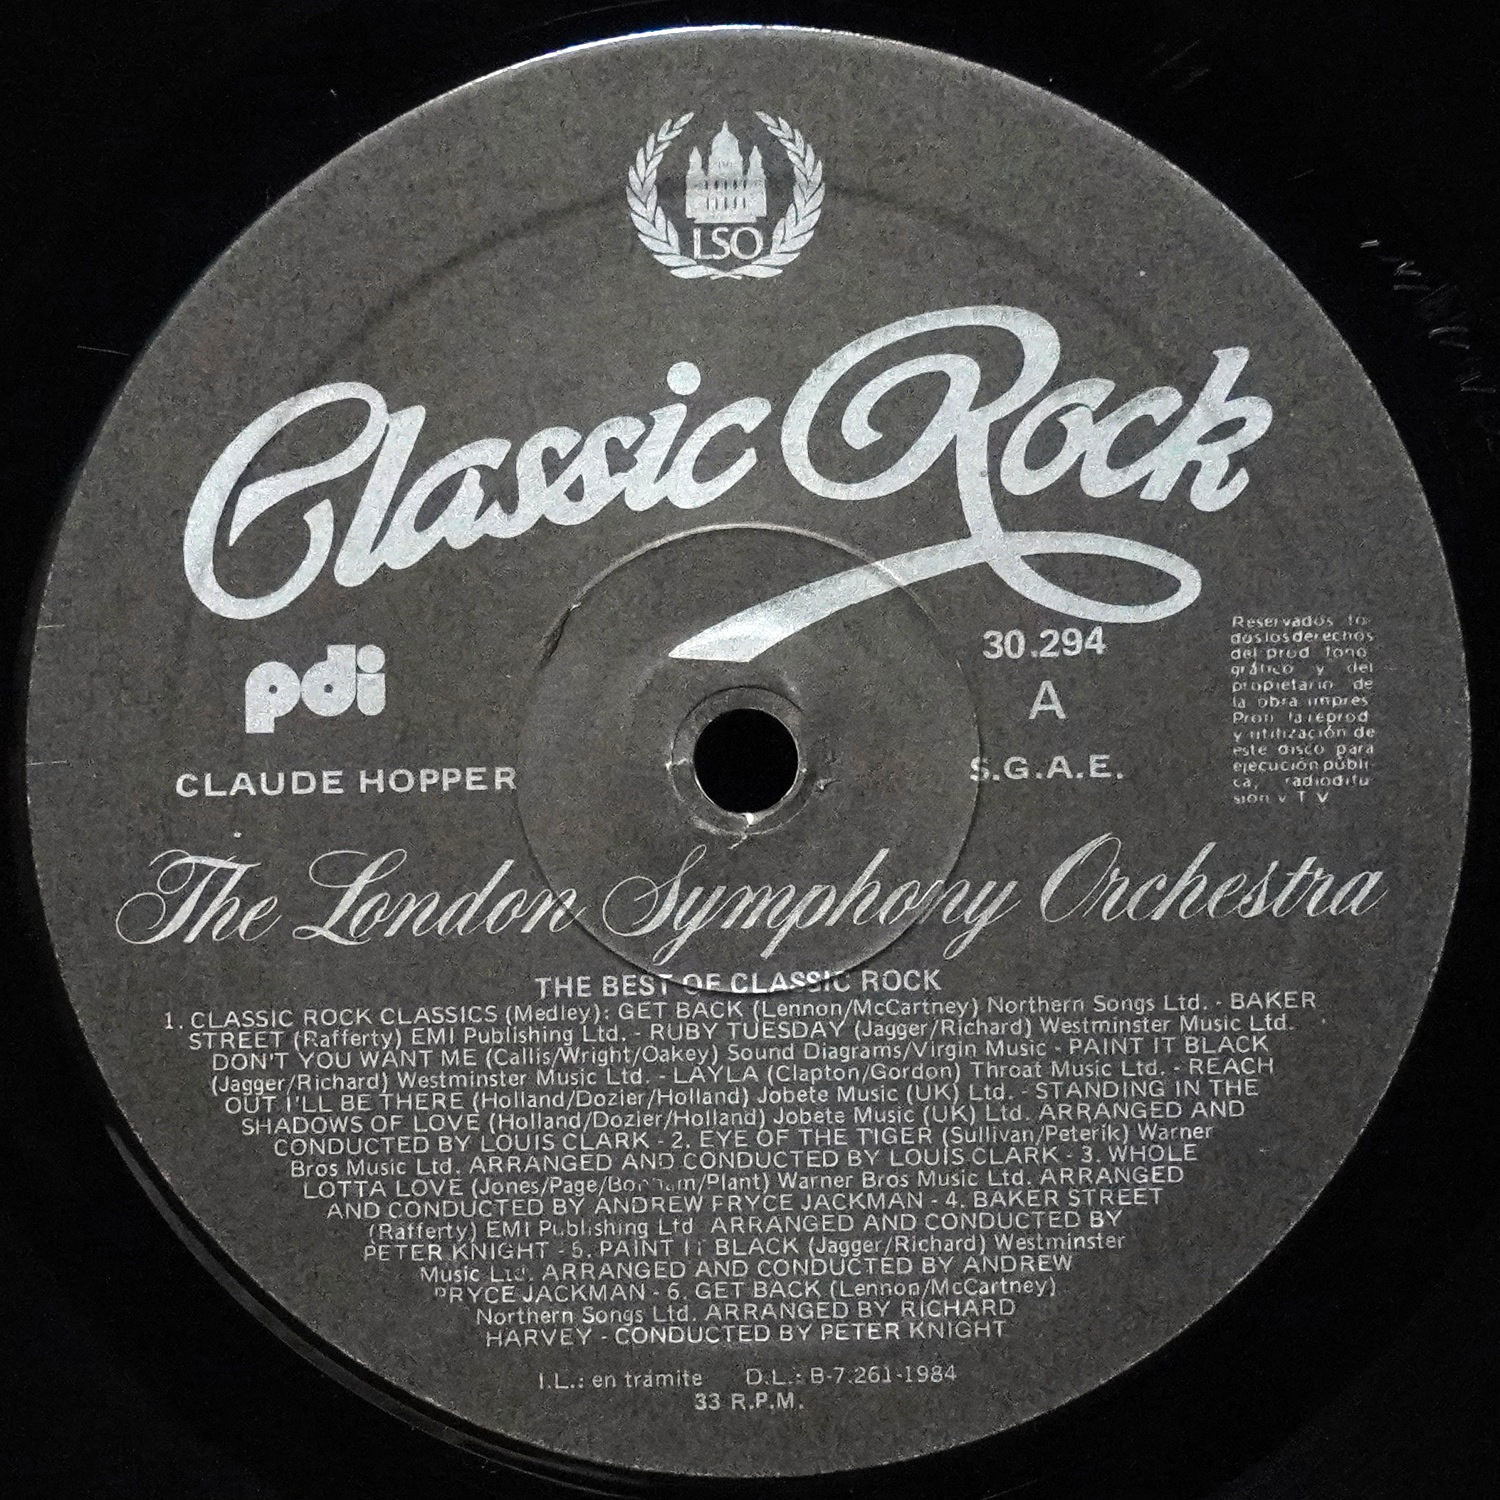 LSO
Classic Rock
pdi
30.294
A
CLAUDE HOPPER
S.G.A.E.
Reservados to-
dos los derechos
del prod fono
gráfico y del
propietario de
la obra impres
Proh la reprod
y utilización de
este disco para
ejecución públi-
ca, radiodifu
sión y T V
The London Symphony Orchestra
THE BEST OF CLASSIC ROCK
1. CLASSIC ROCK CLASSICS (Medley): GET BACK (Lennon/McCartney) Northern Songs Ltd. - BAKER
STREET (Rafferty) EMI Publishing Ltd. - RUBY TUESDAY (Jagger/Richard) Westminster Music Ltd.
DON'T YOU WANT ME (Callis/Wright/Oakey) Sound Diagrams/Virgin Music - PAINT IT BLACK
(Jagger/Richard) Westminster Music Ltd. - LAYLA (Clapton/Gordon) Throat Music Ltd. - REACH
OUT I'LL BE THERE (Holland/Dozier/Holland) Jobete Music (UK) Ltd. - STANDING IN THE
SHADOWS OF LOVE (Holland/Dozier/Holland) Jobete Music (UK) Ltd. ARRANGED AND
CONDUCTED BY LOUIS CLARK - 2. EYE OF THE TIGER (Sullivan/Peterik) Warner
Bros Music Ltd. ARRANGED AND CONDUCTED BY LOUIS CLARK - 3. WHOLE
LOTTA LOVE (Jones/Page/Bonham/Plant) Warner Bros Music Ltd. ARRANGED
AND CONDUCTED BY ANDREW FRYCE JACKMAN - 4. BAKER STREET
(Rafferty) EMI Publishing Ltd ARRANGED AND CONDUCTED BY
PETER KNIGHT - 5. PAINT IT BLACK (Jagger/Richard) Westminster
Music Ltd. ARRANGED AND CONDUCTED BY ANDREW
PRYCE JACKMAN - 6. GET BACK (Lennon/McCartney)
Northern Songs Ltd. ARRANGED BY RICHARD
HARVEY - CONDUCTED BY PETER KNIGHT
I.L.: en trámite D.L.: B-7.261-1984
33 R.P.M.